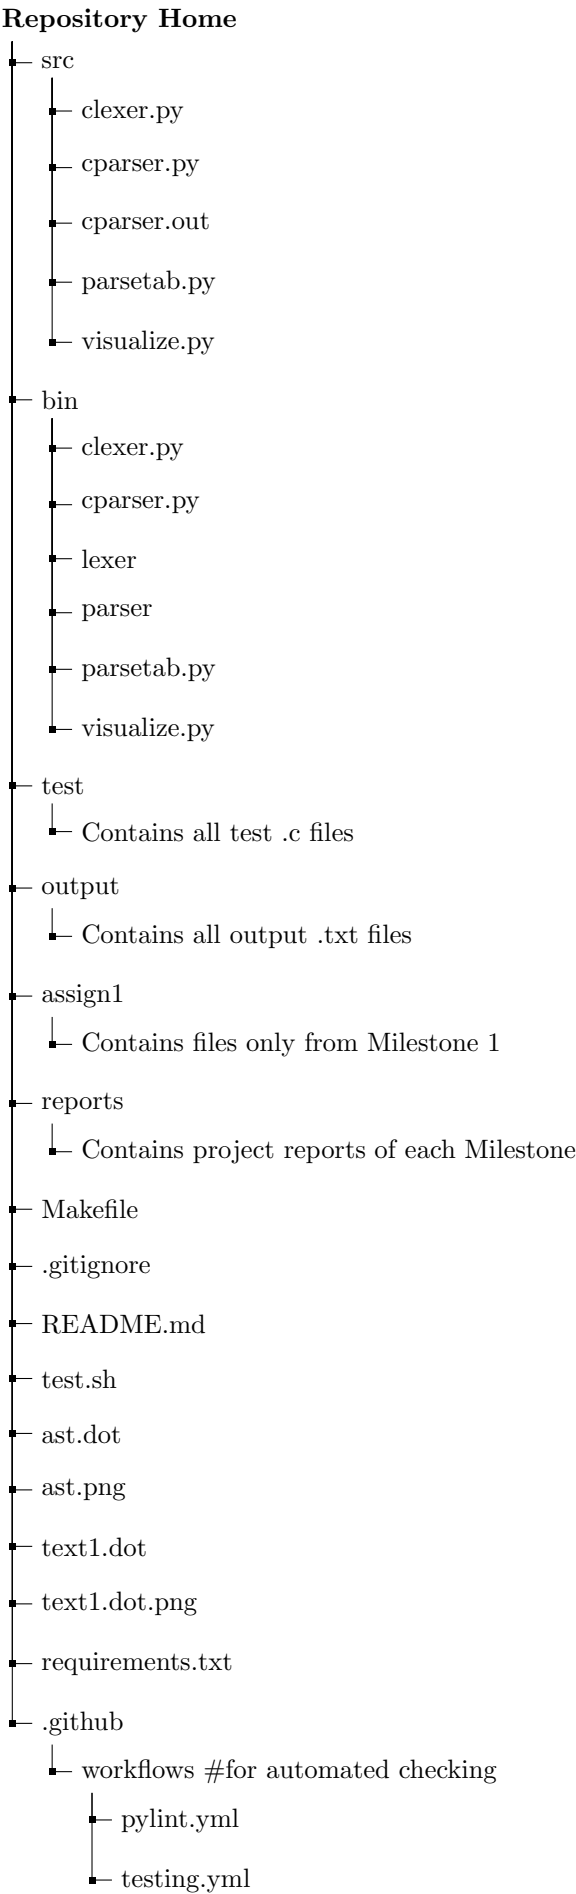 Repository Home
src
clexer.py
cparser.py
cparser.out
parsetab.py
visualize.py
bin
clexer.py
cparser.py
lexer
parser
parsetab.py
visualize.py
test
Contains all test .c files
output
Contains all output .txt files
assign1
Contains files only from Milestone 1
reports
Contains project reports of each Milestone
Makefile
.gitignore
README.md
test.sh
ast.dot
ast.png
text1.dot
text1.dot.png
requirements.txt
.github
workflows #for automated checking
pylint.yml
testing.yml